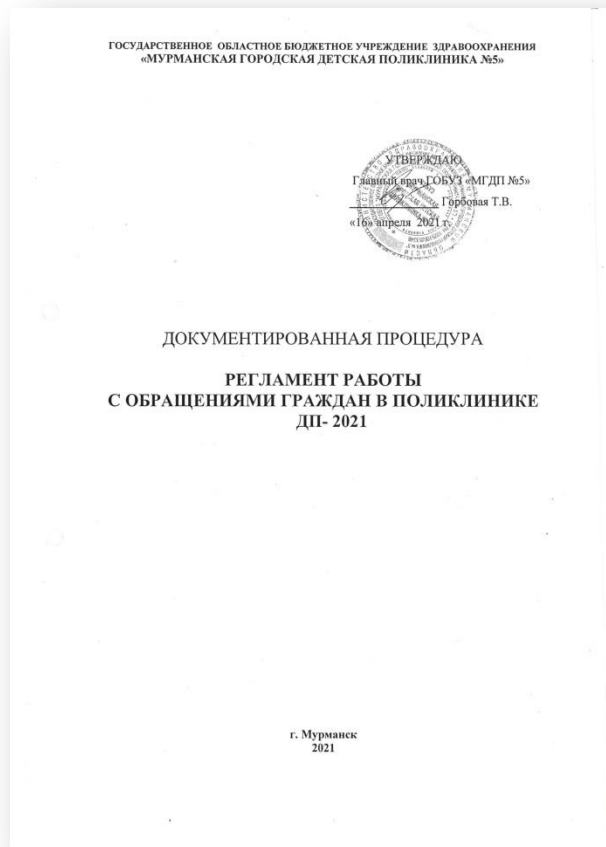 ГОСУДАРСТВЕННОЕ ОБЛАСТНОЕ БЮДЖЕТНОЕ УЧРЕЖДЕНИЕ ЗДРАВООХРАНЕНИЯ
«МУРМАНСКАЯ ГОРОДСКАЯ ДЕТСКАЯ ПОЛИКЛИНИКА №5»
УТВЕРЖДАЮ
Главный врач ГОБУЗ «МГДП №5»
Горбовая Т.В.
«16» апреля 2021 г.
ДОКУМЕНТИРОВАННАЯ ПРОЦЕДУРА
РЕГЛАМЕНТ РАБОТЫ
С ОБРАЩЕНИЯМИ ГРАЖДАН В ПОЛИКЛИНИКЕ
ДП- 2021
г. Мурманск
2021